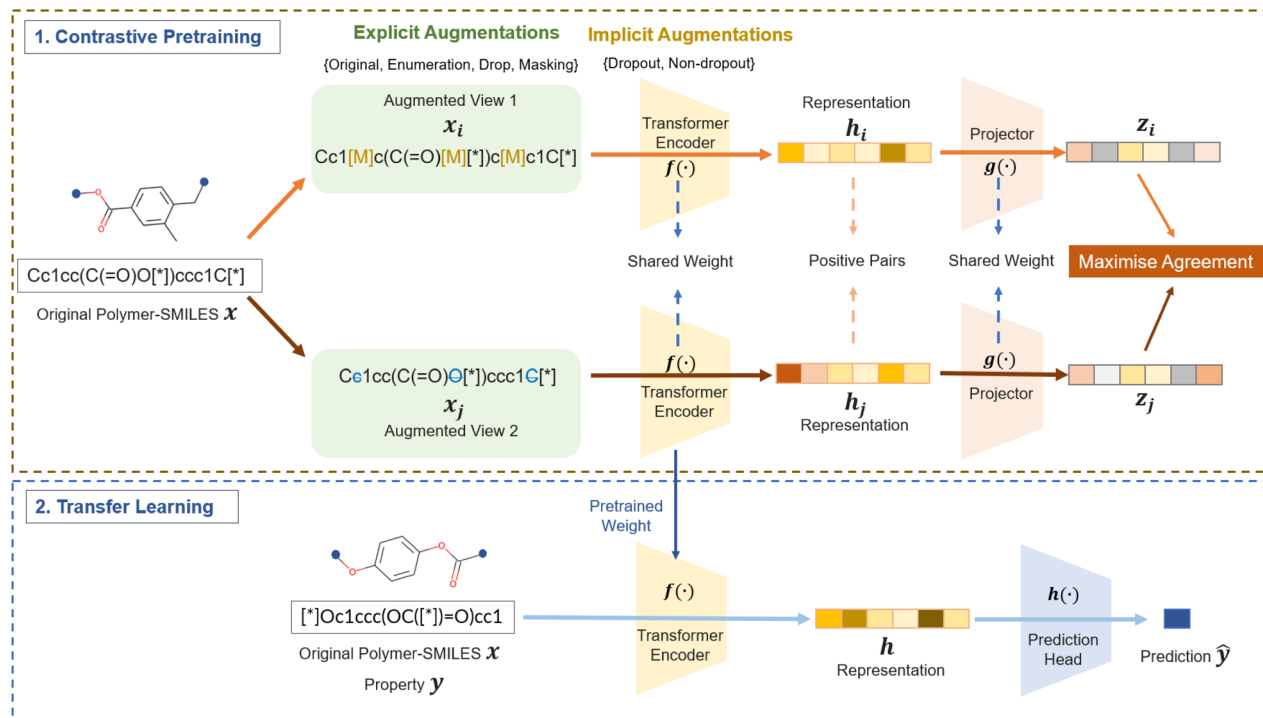 1. Contrastive Pretraining
Explicit Augmentations
{Original, Enumeration, Drop, Masking}
Implicit Augmentations
{Dropout, Non-dropout}
Augmented View 1
x_i
Cc1[M]c(C(=O)[M][*])c[M]c1C[*]
Transformer
Encoder
f(·)
Representation
h_i
Projector
g(·)
z_i
O
Cc1cc(C(=O)O[*])ccc1C[*]
Original Polymer-SMILES x
Shared Weight
Positive Pairs
Shared Weight
Maximise Agreement
Cc1cc(C(=O)O[*])ccc1C[*]
x_j
Augmented View 2
f(·)
Transformer
Encoder
h_j
Representation
g(·)
Projector
z_j
O
2. Transfer Learning
Pretrained
Weight
O
O
O
[*]Oc1ccc(OC([*])=O)cc1
Original Polymer-SMILES x
Property y
f(·)
Transformer
Encoder
h
Representation
h(·)
Prediction
Head
Prediction ŷ